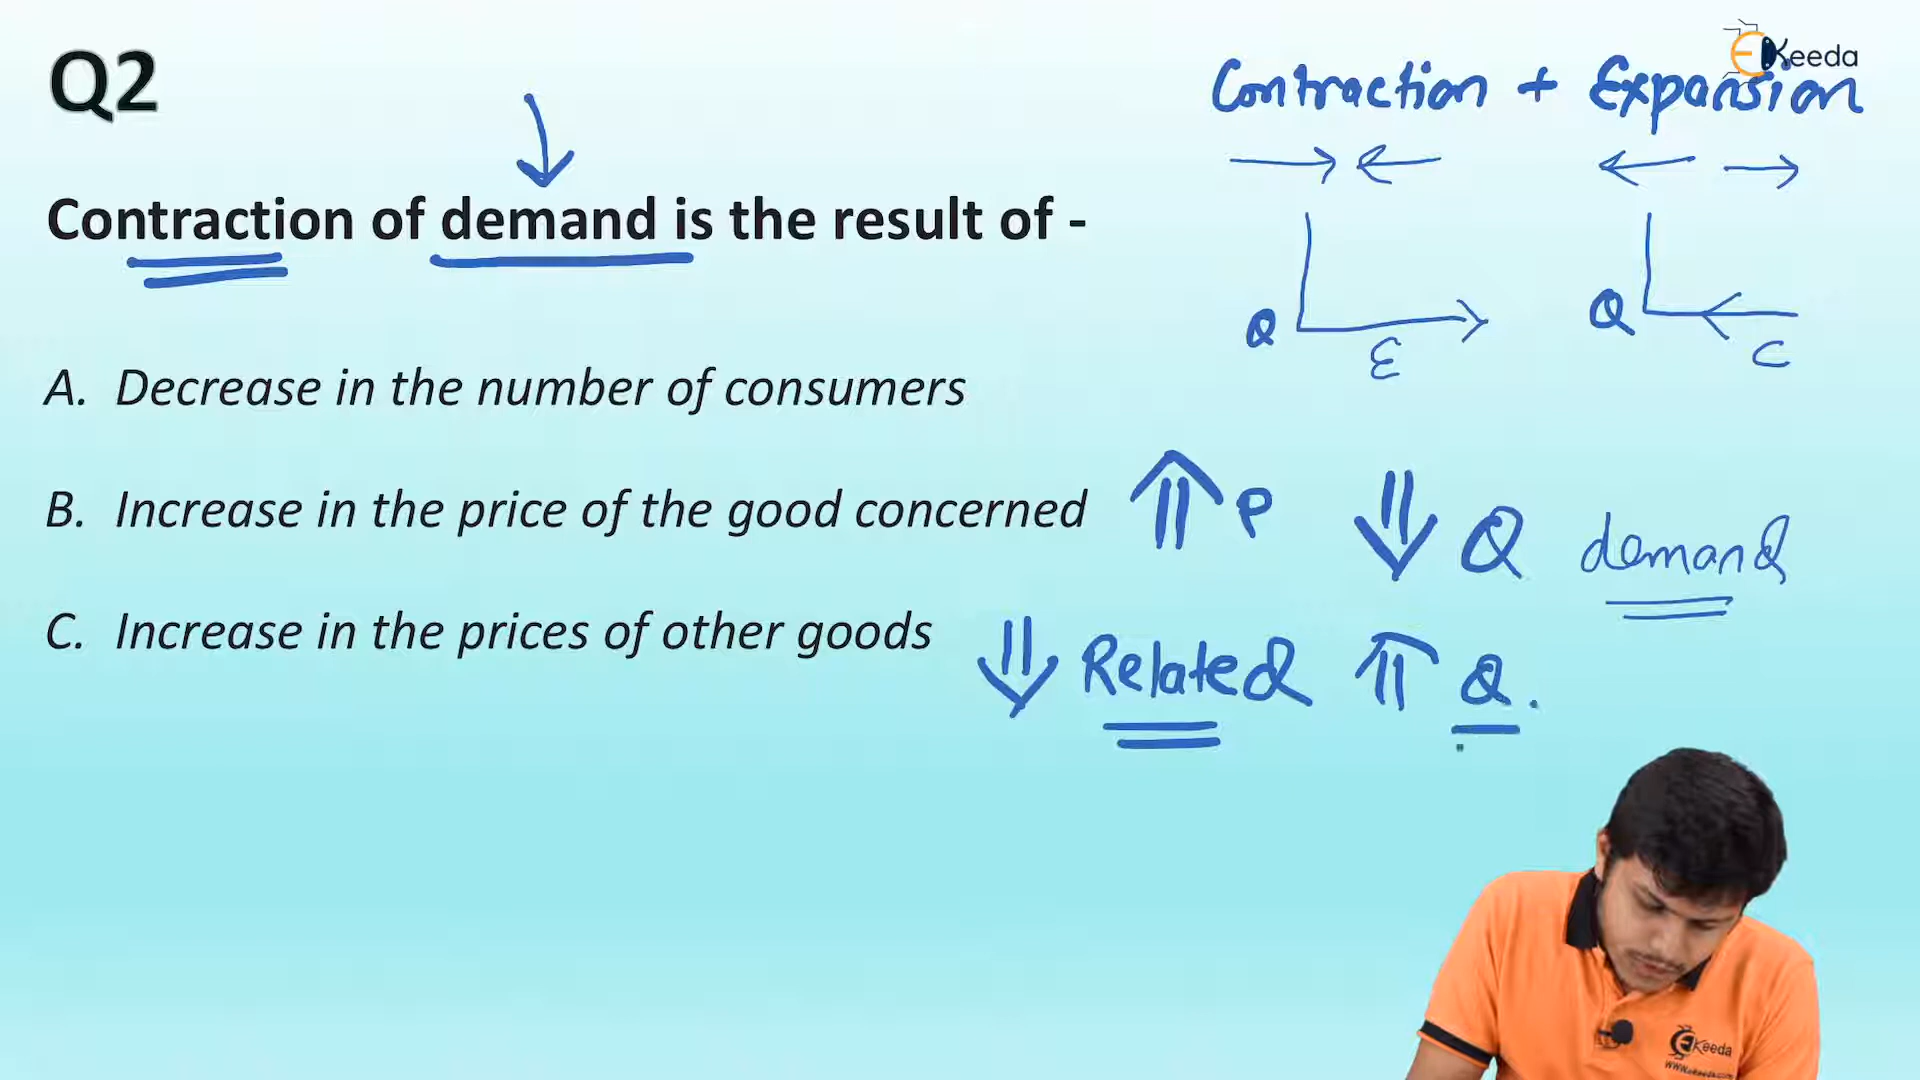 Q2
Contraction + Expansion
Keeda
Contraction of demand is the result of -
Q
E
Q
C
A. Decrease in the number of consumers
B. Increase in the price of the good concerned
P
Q demand
C. Increase in the prices of other goods
Related Q.
Keeda